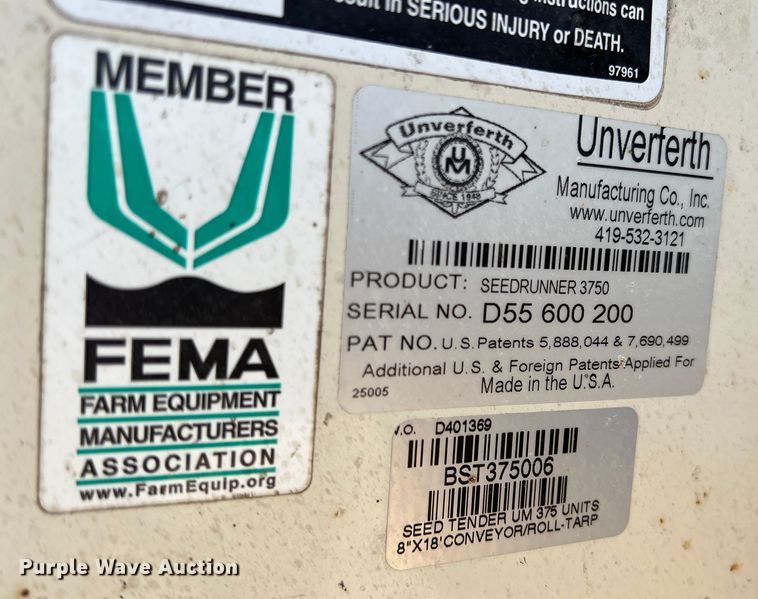 instructions can
result in SERIOUS INJURY or DEATH.
97961
MEMBER
FEMA
FARM EQUIPMENT
MANUFACTURERS
ASSOCIATION
www.FarmEquip.org
Unverferth
UM
SINCE 1948
Unverferth
Manufacturing Co., Inc.
www.unverferth.com
419-532-3121
PRODUCT: SEEDRUNNER 3750
SERIAL NO. D55 600 200
PAT NO. U.S. Patents 5,888,044 & 7,690,499
Additional U.S. & Foreign Patents Applied For
25005 Made in the U.S.A.
D401369
BST375006
SEED TENDER UM 375 UNITS
8"X18'CONVEYOR/ROLL-TARP
Purple Wave Auction